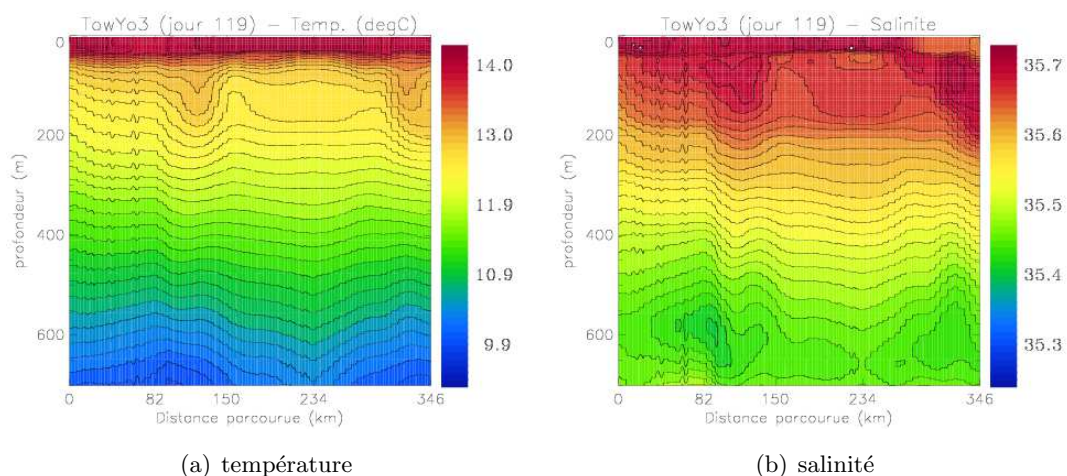 TowYo3 (jour 119) – Temp. (degC)
0
200
400
600
profondeur (m)
0 82 150 234 346
Distance parcourue (km)
14.0
13.0
11.9
10.9
9.9
(a) température
TowYo3 (jour 119) – Salinite
0
200
400
600
profondeur (m)
0 82 150 234 346
Distance parcourue (km)
35.7
35.6
35.5
35.4
35.3
(b) salinité